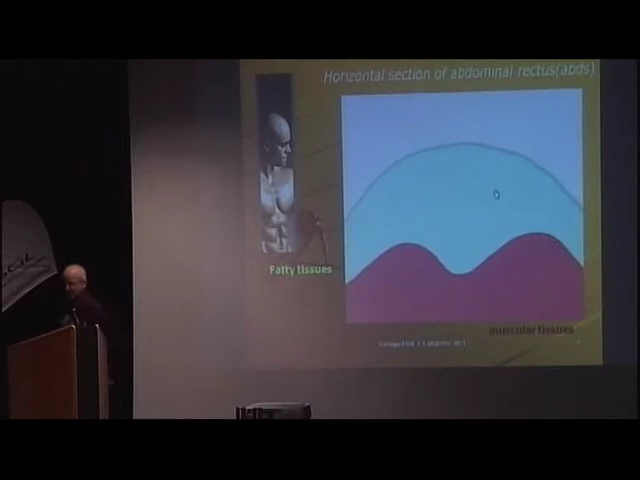 Horizontal section of abdominal rectus(abds)
Fatty tissues
muscular tissues